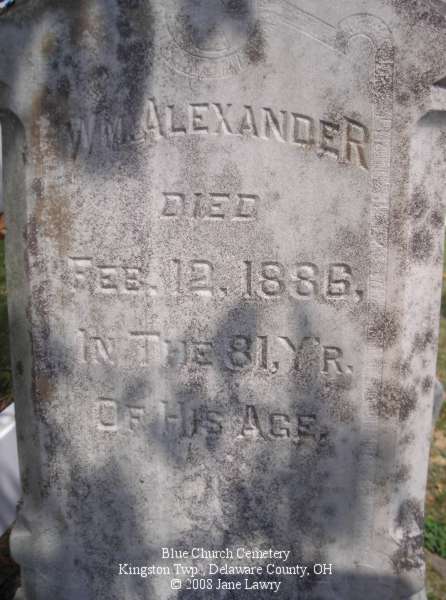 WM. ALEXANDER
DIED
FEB. 12, 1886,
IN THE 81, Y'R.
OF HIS AGE,
Blue Church Cemetery
Kingston Twp., Delaware County, OH
© 2008 Jane Lawry